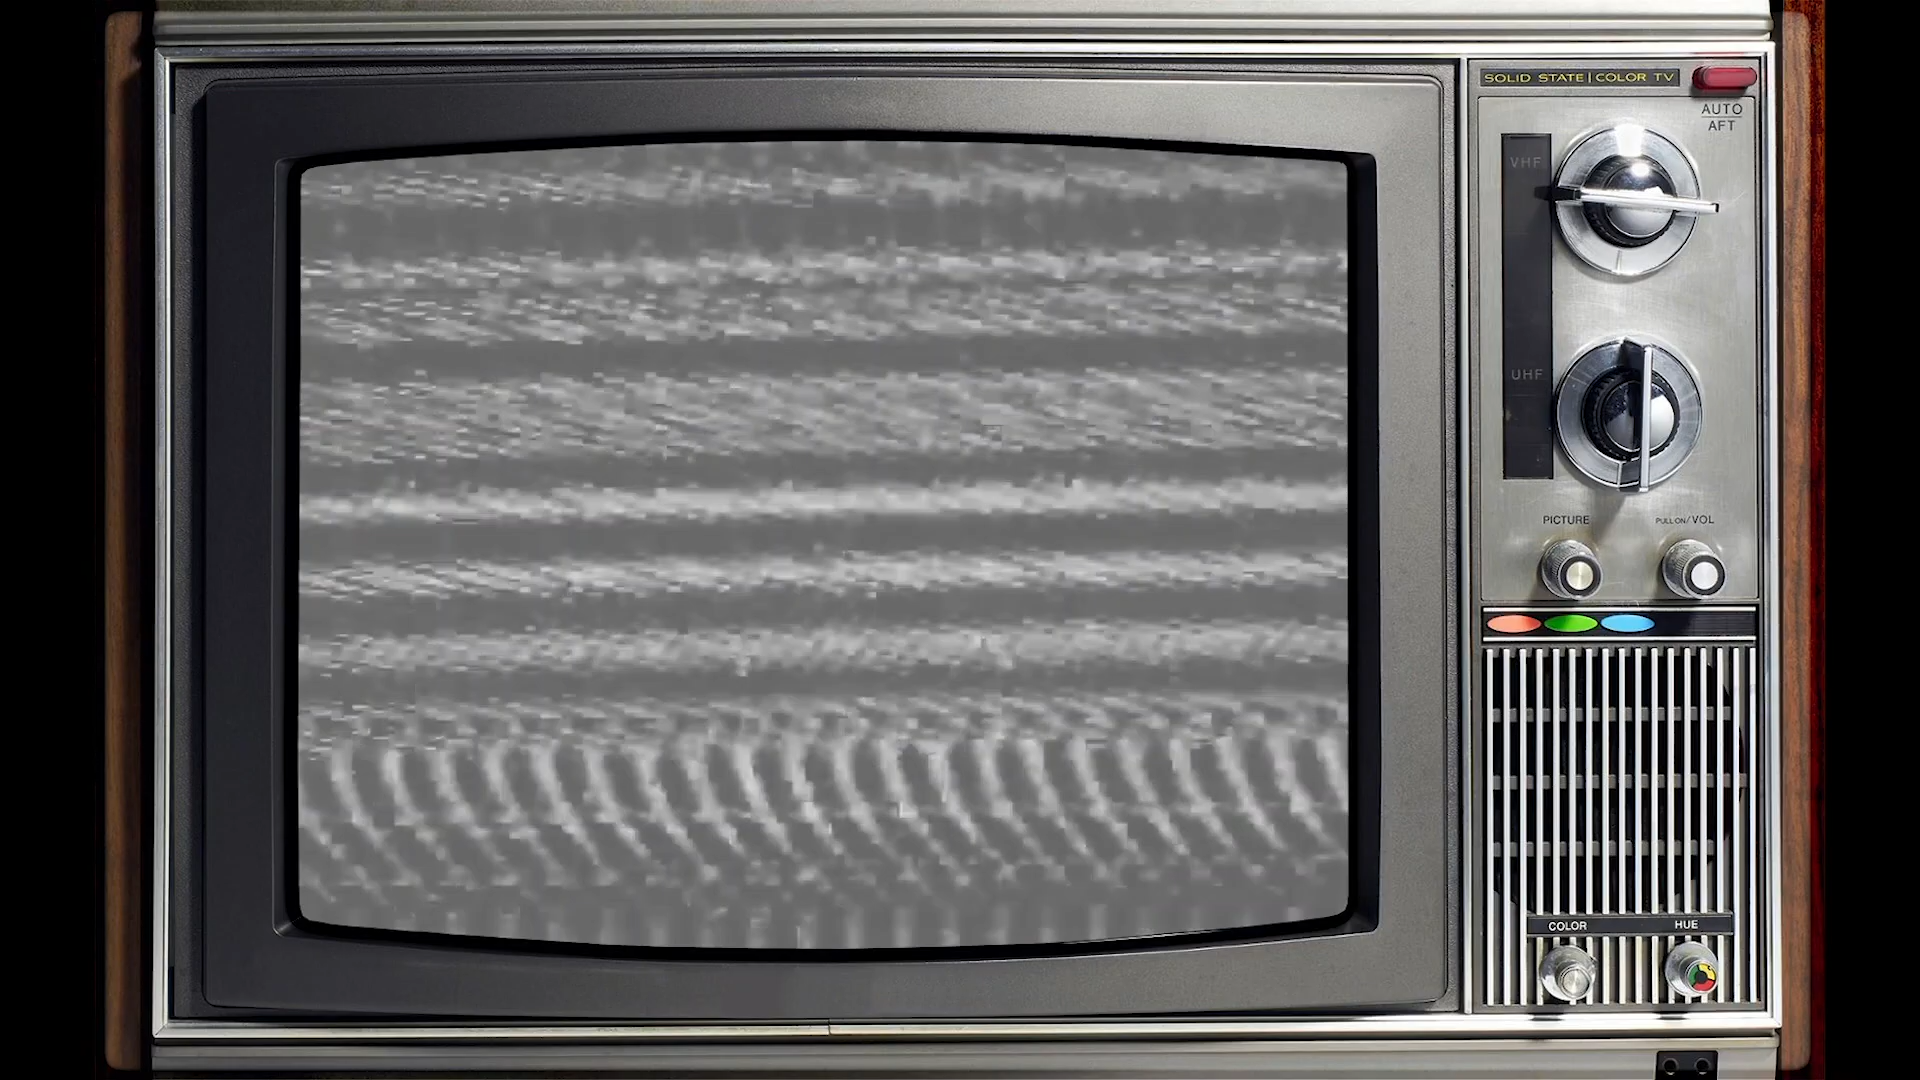 SOLID STATE | COLOR TV
AUTO
AFT
VHF
UHF
PICTURE
PULL ON/VOL
COLOR
HUE